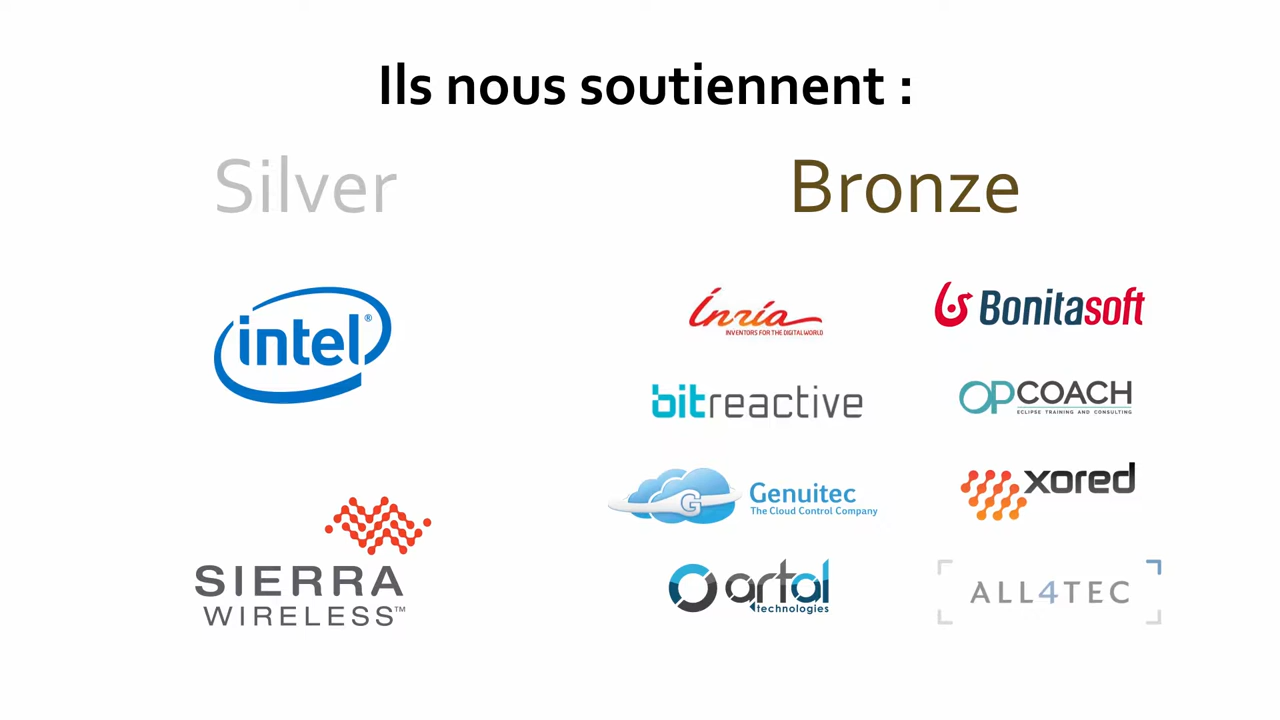 Ils nous soutiennent :
Silver
Bronze
intel®
SIERRA
WIRELESS™
inria
INVENTORS FOR THE DIGITAL WORLD
Bonitasoft
bitreactive
OPCOACH
ECLIPSE TRAINING AND CONSULTING
G
Genuitec
The Cloud Control Company
xored
artal
technologies
ALL4TEC